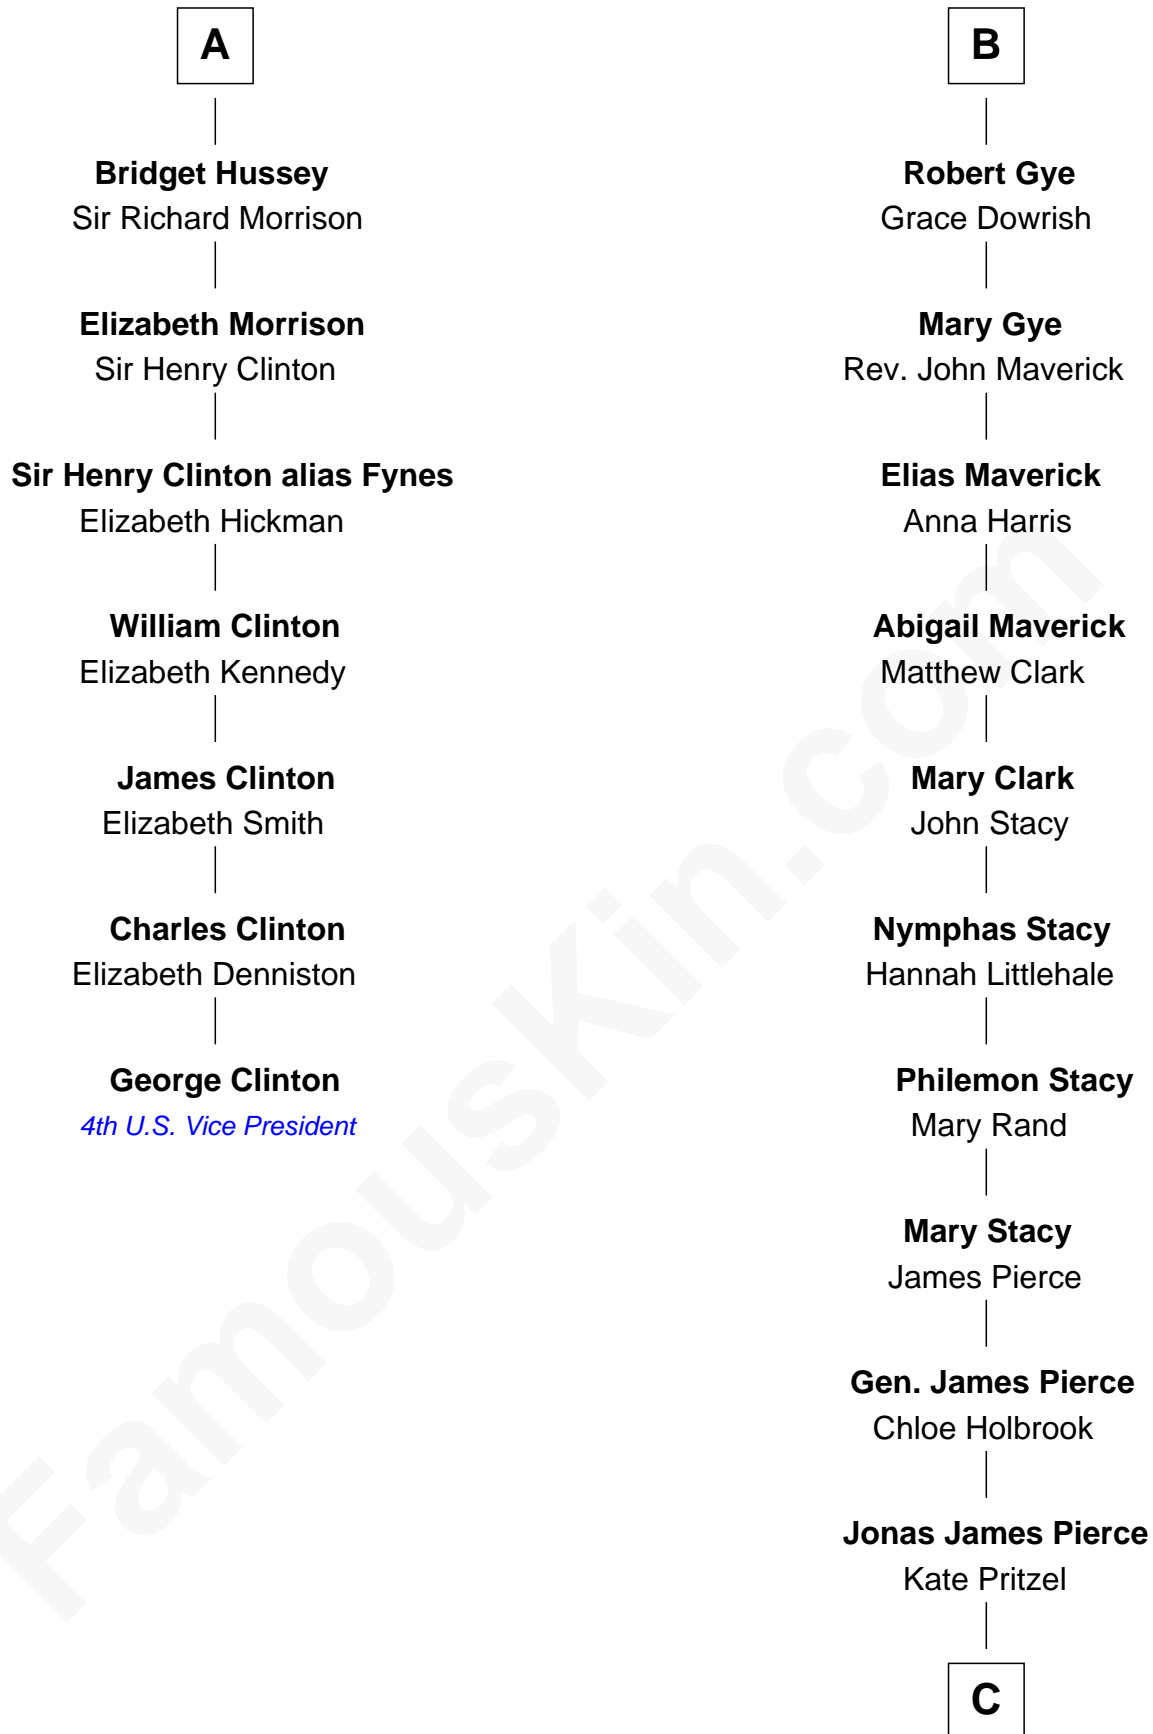 A
Bridget Hussey
Sir Richard Morrison
Elizabeth Morrison
Sir Henry Clinton
Sir Henry Clinton alias Fynes
Elizabeth Hickman
William Clinton
Elizabeth Kennedy
James Clinton
Elizabeth Smith
Charles Clinton
Elizabeth Denniston
George Clinton
4th U.S. Vice President
B
Robert Gye
Grace Dowrish
Mary Gye
Rev. John Maverick
Elias Maverick
Anna Harris
Abigail Maverick
Matthew Clark
Mary Clark
John Stacy
Nymphas Stacy
Hannah Littlehale
Philemon Stacy
Mary Rand
Mary Stacy
James Pierce
Gen. James Pierce
Chloe Holbrook
Jonas James Pierce
Kate Pritzel
C
FamousKin.com